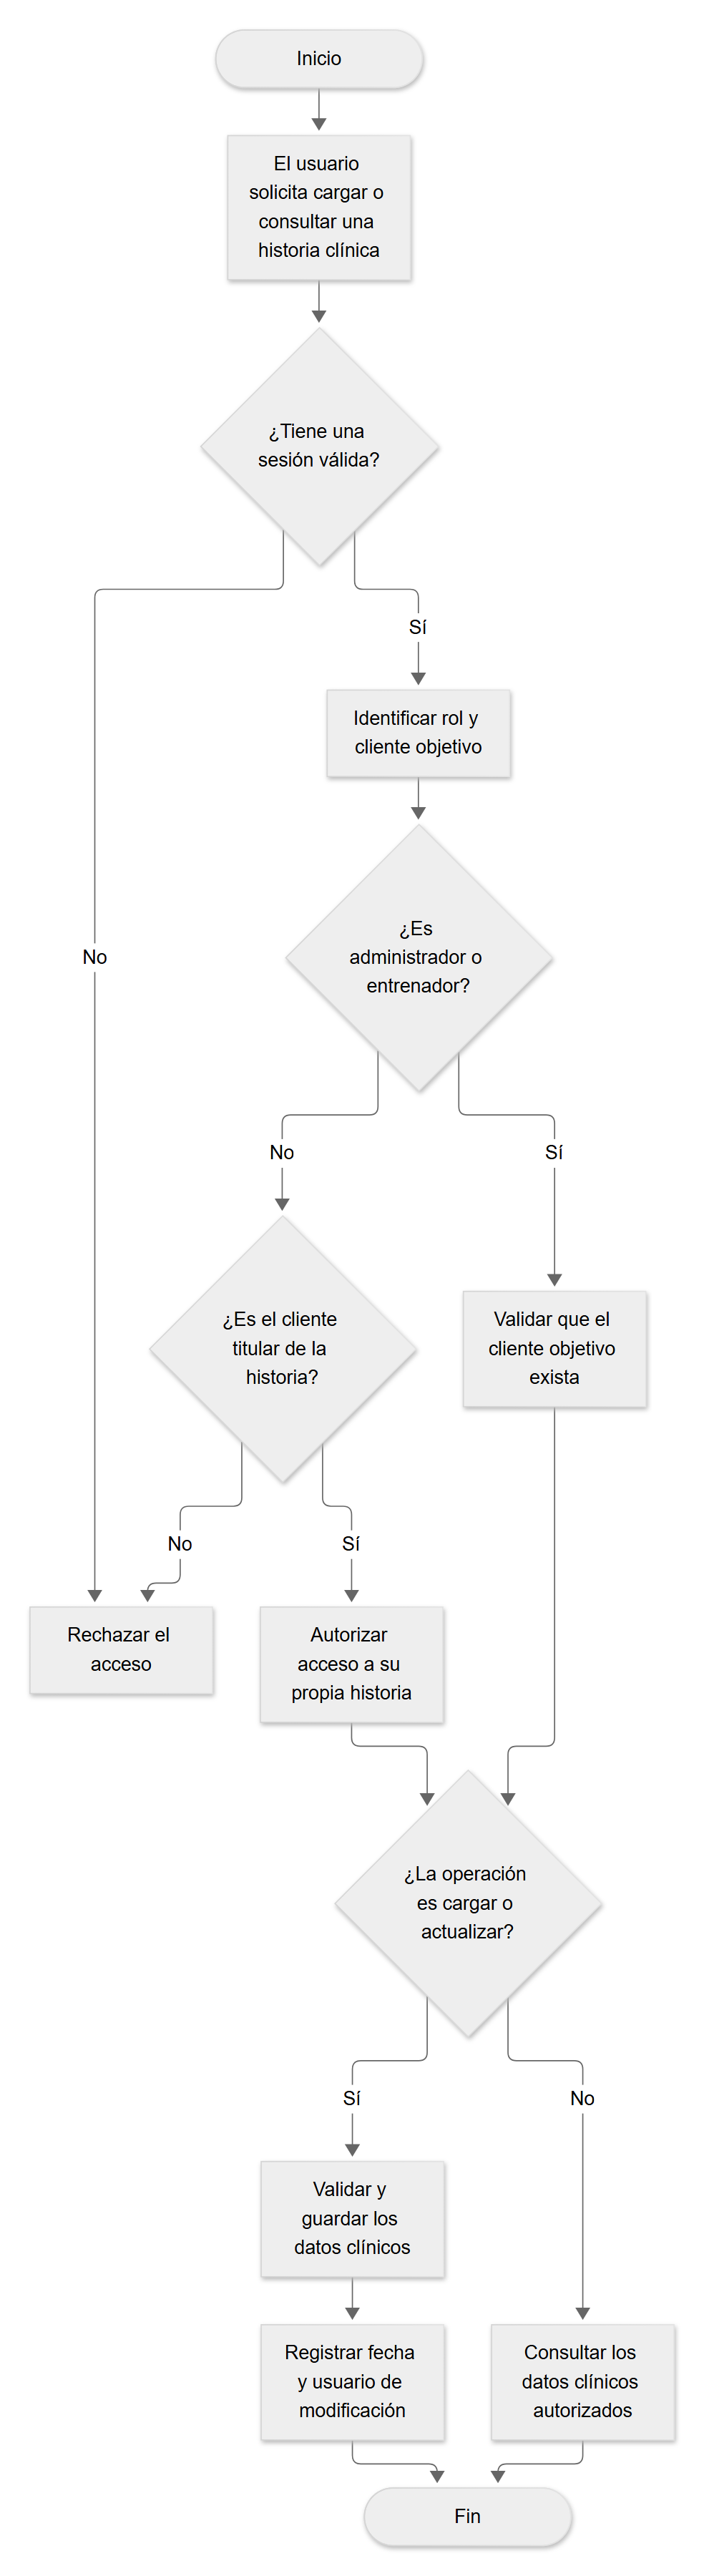 Inicio
El usuario
solicita cargar o
consultar una
historia clínica
¿Tiene una
sesión válida?
Sí
Identificar rol y
cliente objetivo
¿Es
administrador o
entrenador?
No
No
Sí
¿Es el cliente
titular de la
historia?
Validar que el
cliente objetivo
exista
No
Sí
Rechazar el
acceso
Autorizar
acceso a su
propia historia
¿La operación
es cargar o
actualizar?
Sí
No
Validar y
guardar los
datos clínicos
Registrar fecha
y usuario de
modificación
Consultar los
datos clínicos
autorizados
Fin